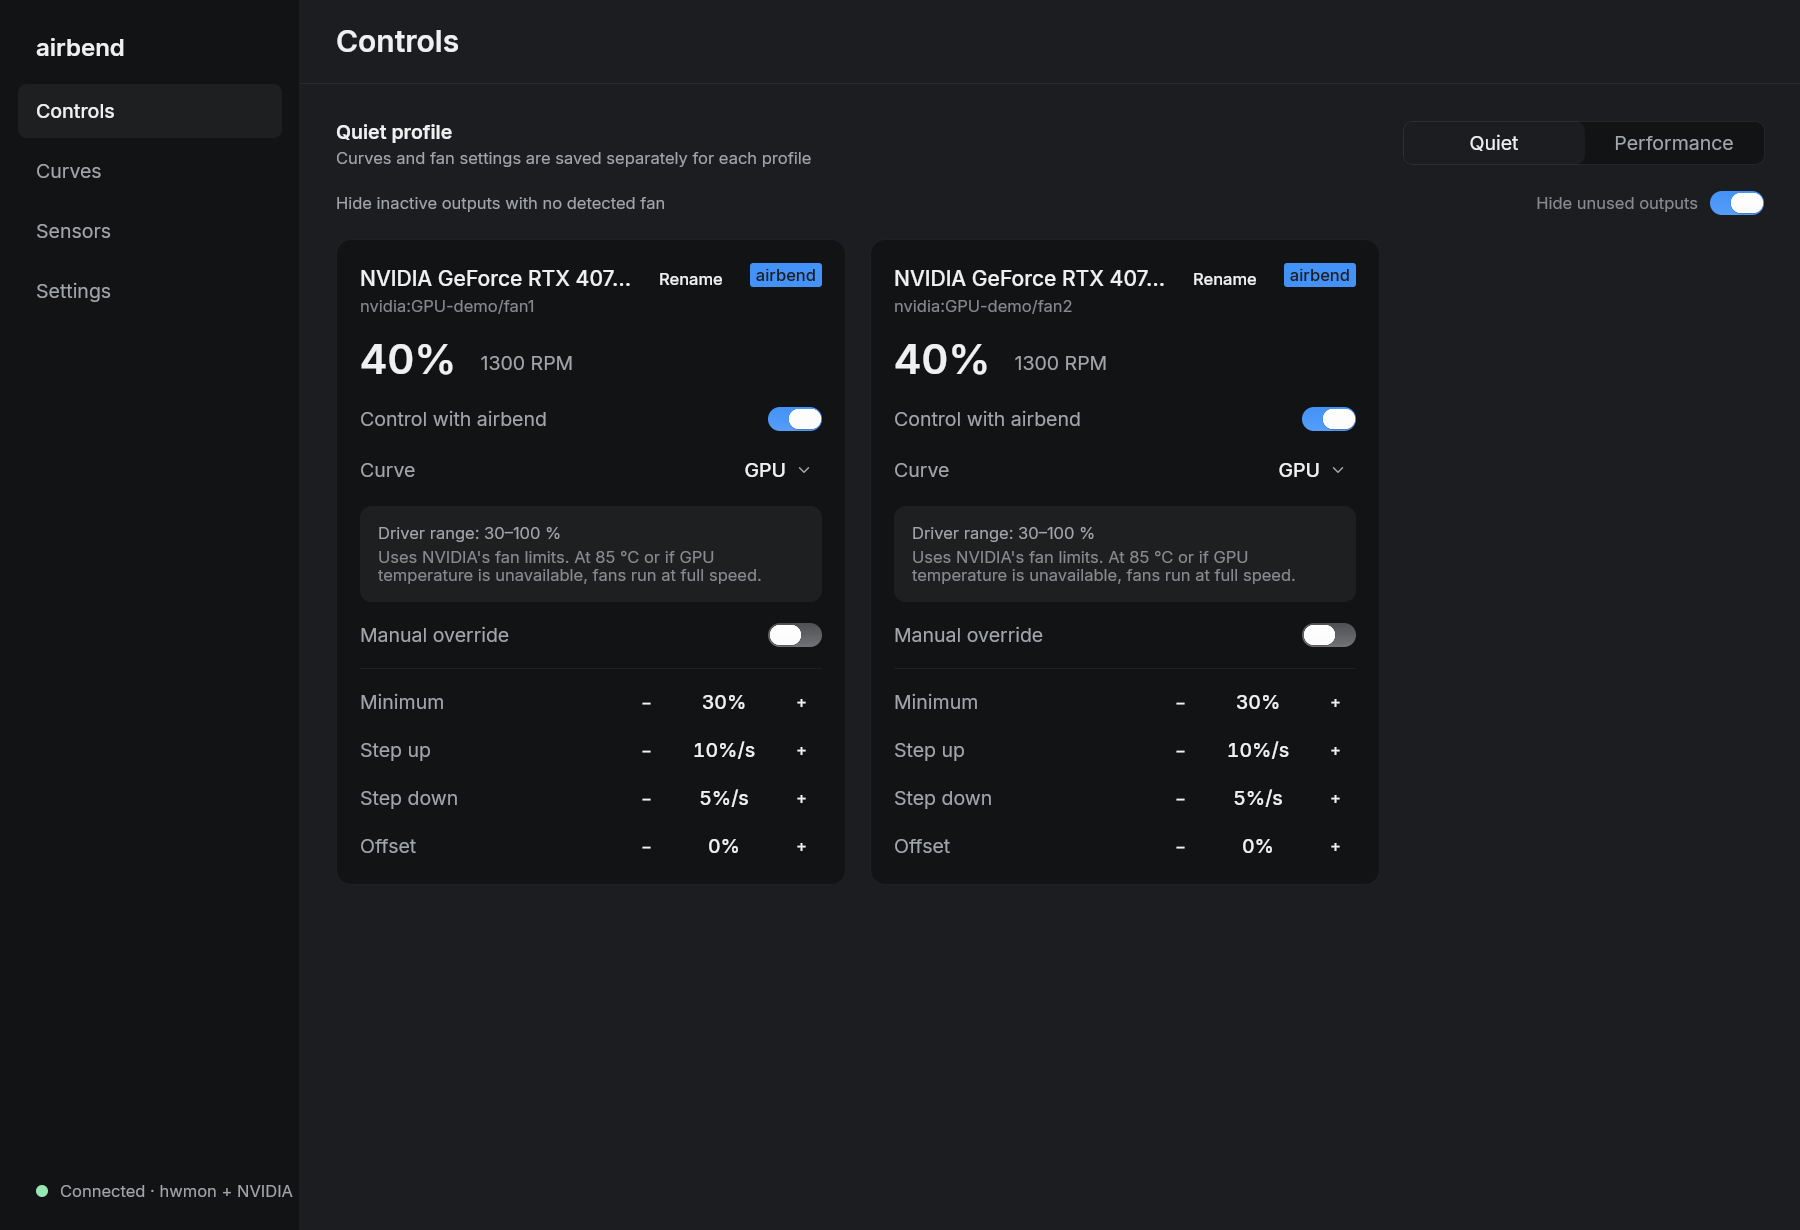 airbend
Controls
Curves
Sensors
Settings
Connected · hwmon + NVIDIA
Controls
Quiet profile
Curves and fan settings are saved separately for each profile
Quiet
Performance
Hide inactive outputs with no detected fan
Hide unused outputs
NVIDIA GeForce RTX 407...
Rename
airbend
nvidia:GPU-demo/fan1
40%
1300 RPM
Control with airbend
Curve
GPU
Driver range: 30–100 %
Uses NVIDIA's fan limits. At 85 °C or if GPU
temperature is unavailable, fans run at full speed.
Manual override
Minimum
–
30%
+
Step up
–
10%/s
+
Step down
–
5%/s
+
Offset
–
0%
+
NVIDIA GeForce RTX 407...
Rename
airbend
nvidia:GPU-demo/fan2
40%
1300 RPM
Control with airbend
Curve
GPU
Driver range: 30–100 %
Uses NVIDIA's fan limits. At 85 °C or if GPU
temperature is unavailable, fans run at full speed.
Manual override
Minimum
–
30%
+
Step up
–
10%/s
+
Step down
–
5%/s
+
Offset
–
0%
+